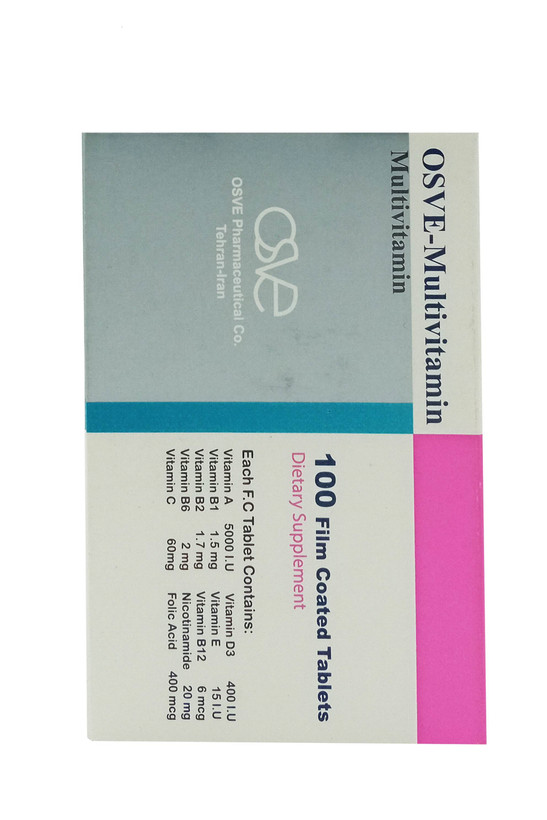 OSVE-Multivitamin
Multivitamin
OSVE
OSVE Pharmaceutical Co.
Tehran-Iran
100 Film Coated Tablets
Dietary Supplement
Each F.C Tablet Contains:
Vitamin A 5000 I.U Vitamin D3 400 I.U
Vitamin B1 1.5 mg Vitamin E 15 I.U
Vitamin B2 1.7 mg Vitamin B12 6 mcg
Vitamin B6 2 mg Nicotinamide 20 mg
Vitamin C 60mg Folic Acid 400 mcg